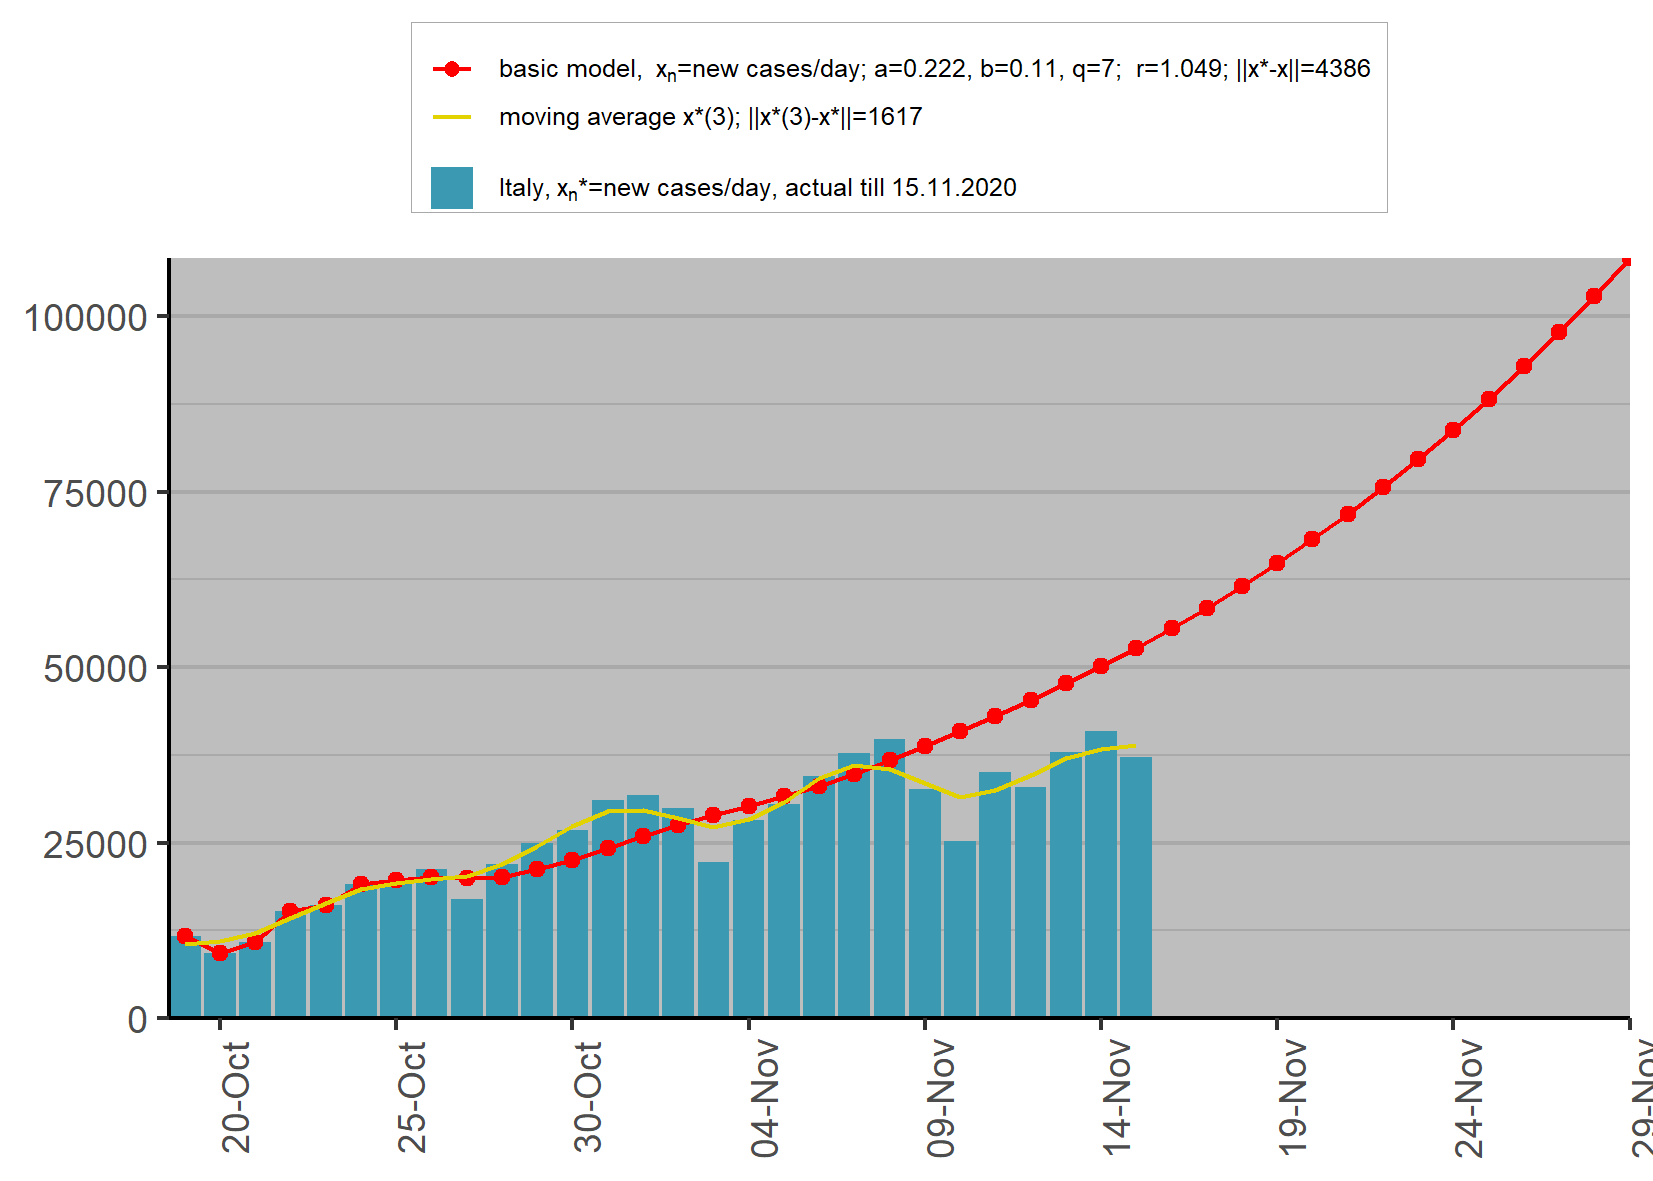 basic model, xn=new cases/day; a=0.222, b=0.11, q=7; r=1.049; ||x*-x||=4386
moving average x*(3); ||x*(3)-x*||=1617
Italy, xn*=new cases/day, actual till 15.11.2020
100000
75000
50000
25000
0
20-Oct
25-Oct
30-Oct
04-Nov
09-Nov
14-Nov
19-Nov
24-Nov
29-Nov